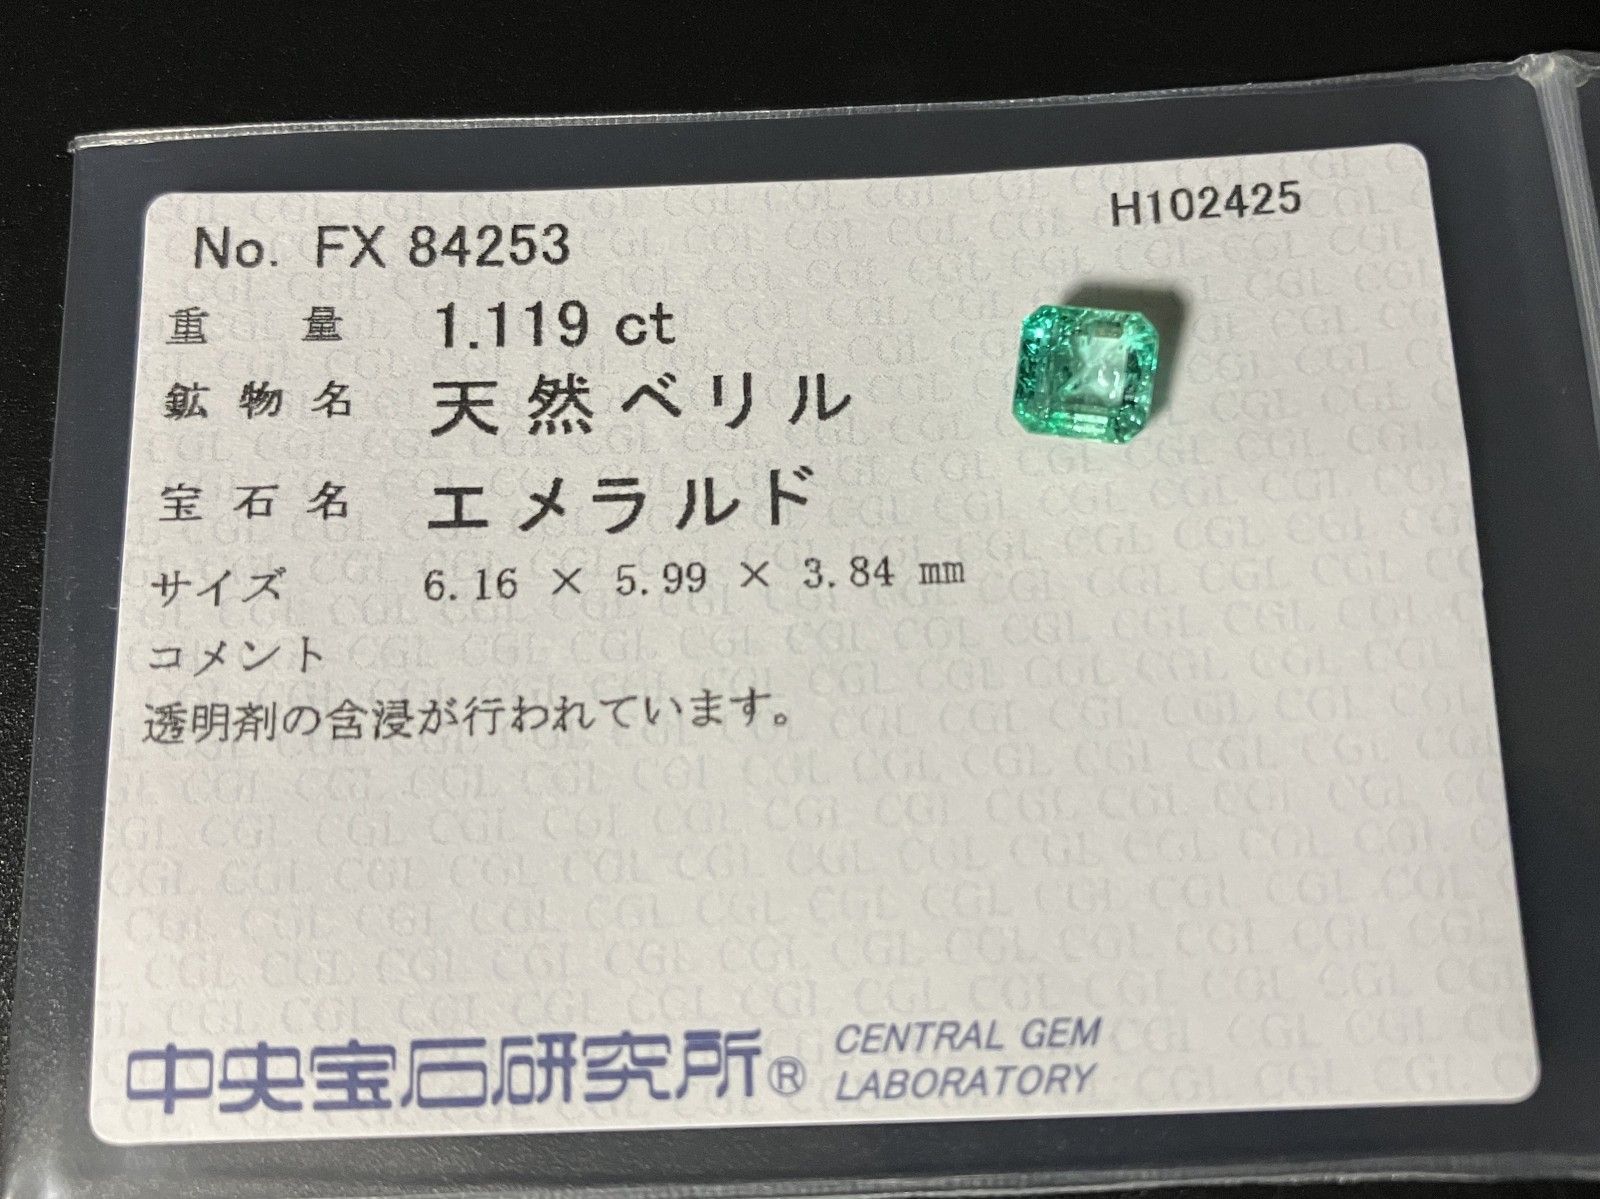 No. FX 84253
H102425
重量 1.119 ct
鉱物名 天然ベリル
宝石名 エメラルド
サイズ 6.16 × 5.99 × 3.84 mm
コメント
透明剤の含浸が行われています。
中央宝石研究所® CENTRAL GEM
LABORATORY